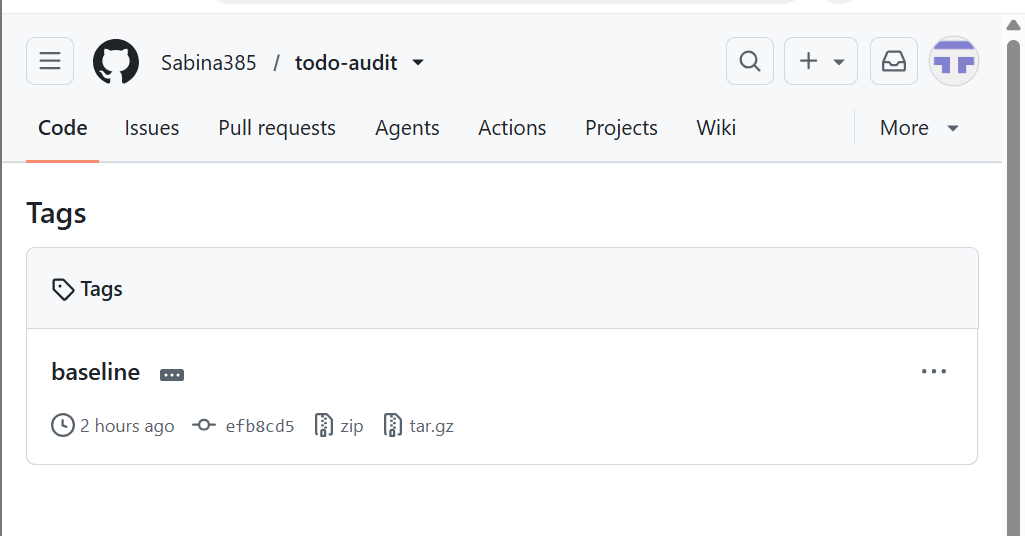 Sabina385 / todo-audit
Code Issues Pull requests Agents Actions Projects Wiki More
Tags
Tags
baseline
2 hours ago efb8cd5 zip tar.gz